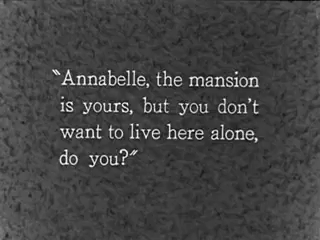 "Annabelle, the mansion
is yours, but you don't
want to live here alone,
do you?"